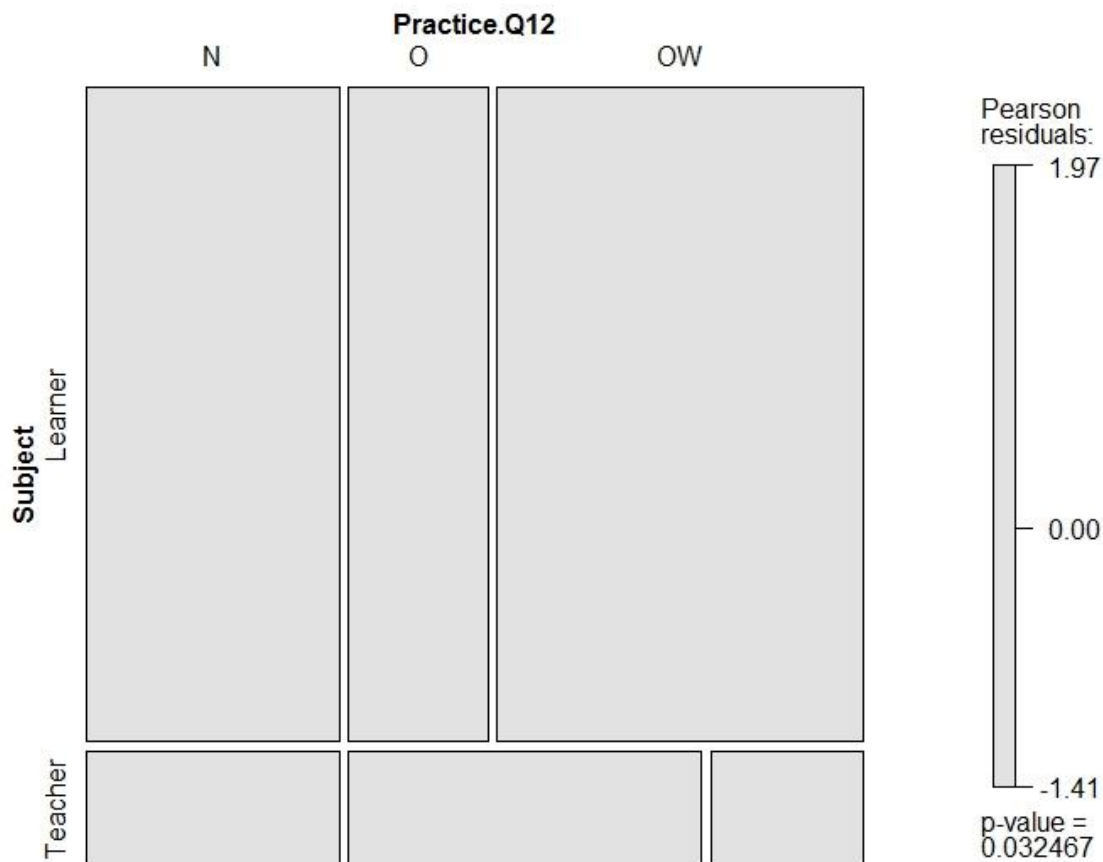 Practice.Q12
N O OW
Subject
Learner
Teacher
Pearson
residuals:
1.97
0.00
-1.41
p-value =
0.032467